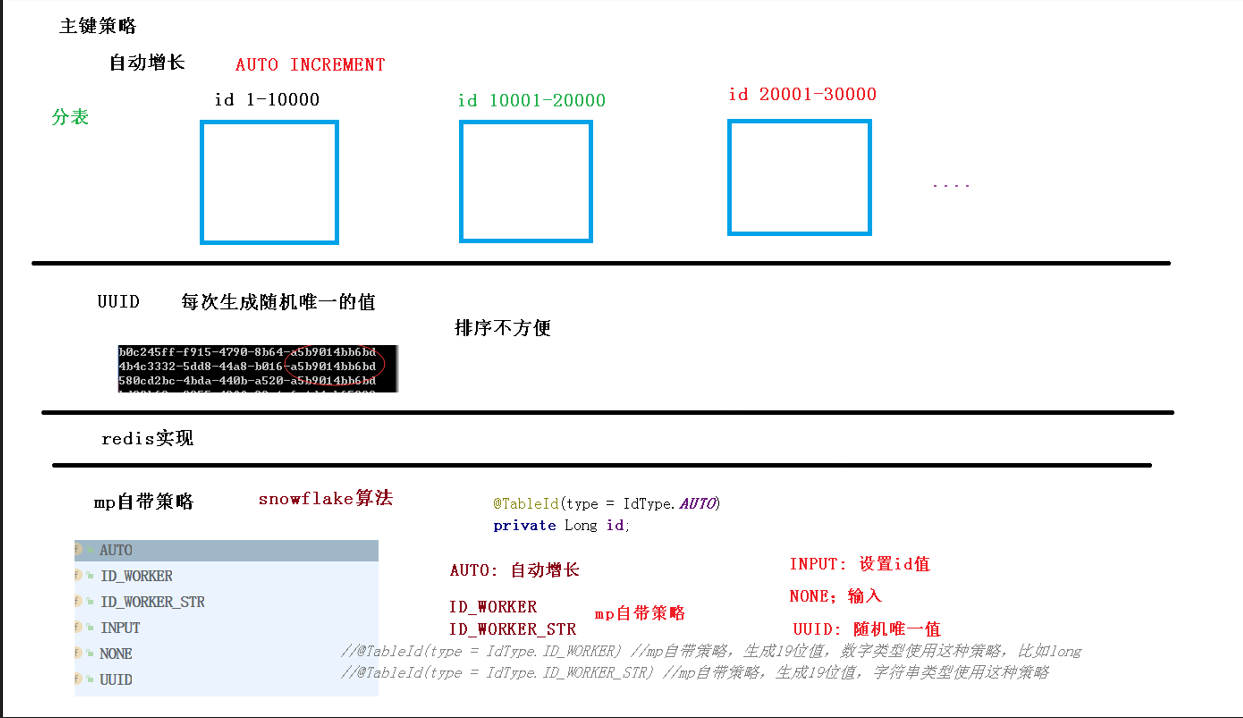 主键策略
自动增长 AUTO INCREMENT
id 1-10000 id 10001-20000 id 20001-30000
分表
....
UUID 每次生成随机唯一的值
排序不方便
b0c245ff-f915-4790-8b64-a5b9014bb6bd
4b4c3332-5dd8-44a8-b016-a5b9014bb6bd
580cd2bc-4bda-440b-a520-a5b9014bb6bd
redis实现
mp自带策略 snowflake算法
@TableId(type = IdType.AUTO)
private Long id;
AUTO
ID_WORKER
ID_WORKER_STR
INPUT
NONE
UUID
AUTO: 自动增长
ID_WORKER
ID_WORKER_STR
mp自带策略
INPUT: 设置id值
NONE; 输入
UUID: 随机唯一值
//@TableId(type = IdType.ID_WORKER) //mp自带策略，生成19位值，数字类型使用这种策略，比如long
//@TableId(type = IdType.ID_WORKER_STR) //mp自带策略，生成19位值，字符串类型使用这种策略